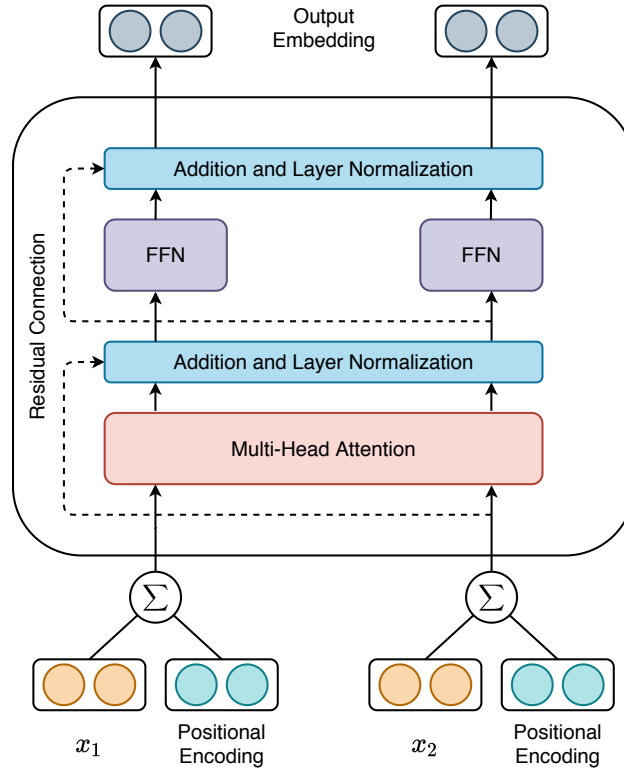 Output
Embedding
Addition and Layer Normalization
FFN
FFN
Residual Connection
Addition and Layer Normalization
Multi-Head Attention
∑
∑
x₁
Positional
Encoding
x₂
Positional
Encoding